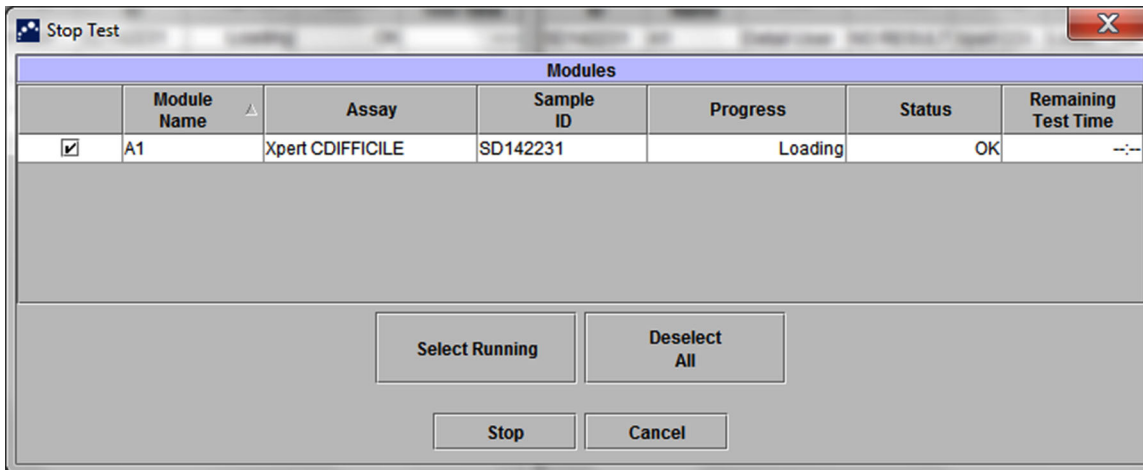 Stop Test
Modules
Module Name Assay Sample ID Progress Status Remaining Test Time
A1 Xpert CDIFFICILE SD142231 Loading OK --:--
Select Running
Deselect All
Stop Cancel